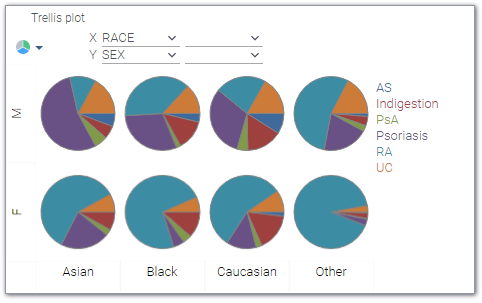 Trellis plot
X RACE
Y SEX
M
AS
Indigestion
PsA
Psoriasis
RA
UC
F
Asian Black Caucasian Other